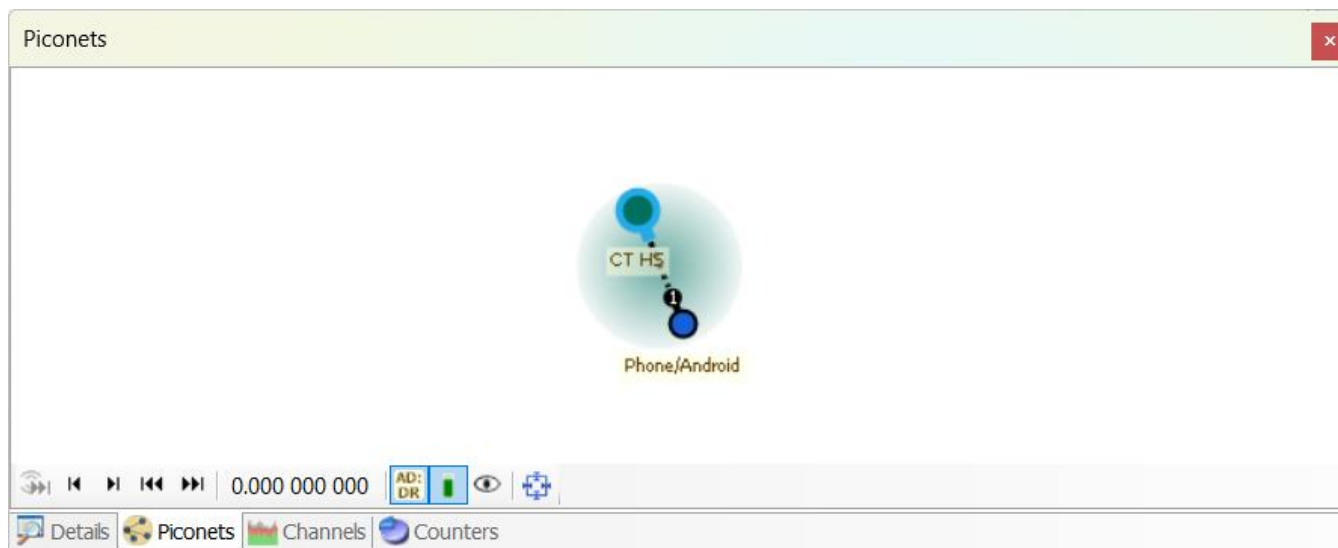 Piconets
CT HS
1
Phone/Android
0.000 000 000
AD:
DR
Details Piconets Channels Counters